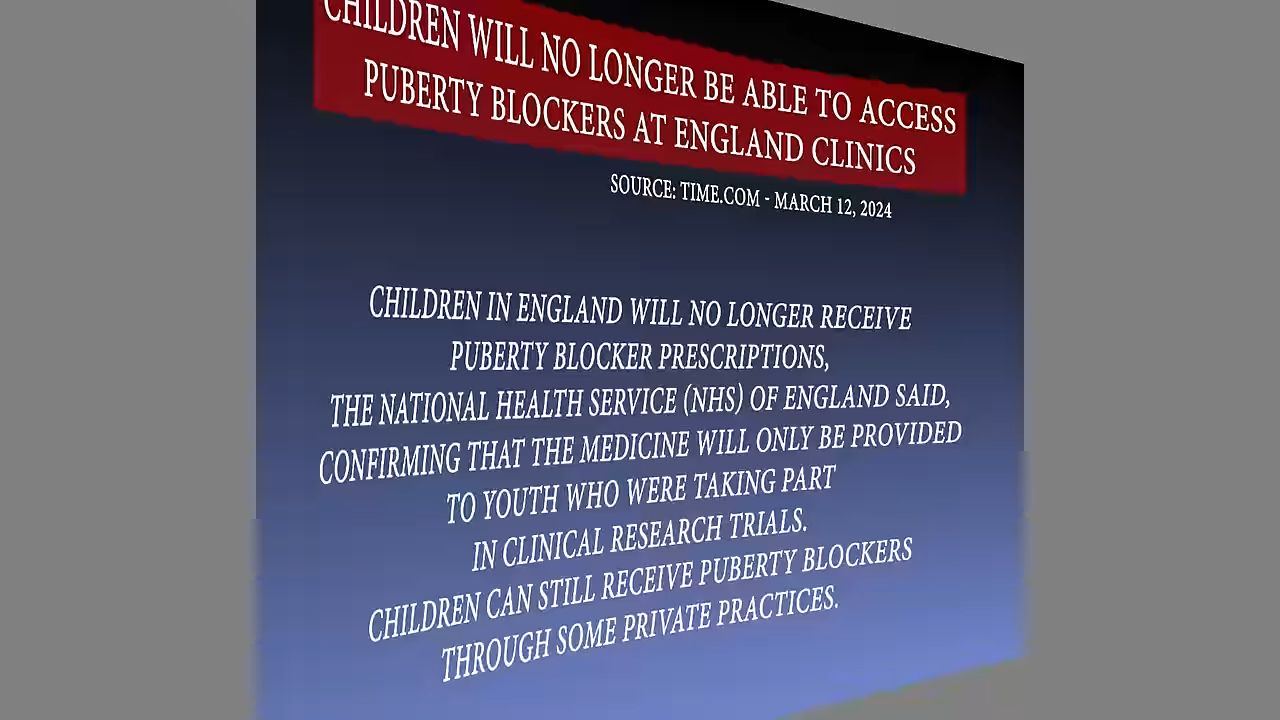 CHILDREN WILL NO LONGER BE ABLE TO ACCESS
PUBERTY BLOCKERS AT ENGLAND CLINICS
SOURCE: TIME.COM - MARCH 12, 2024
CHILDREN IN ENGLAND WILL NO LONGER RECEIVE
PUBERTY BLOCKER PRESCRIPTIONS,
THE NATIONAL HEALTH SERVICE (NHS) OF ENGLAND SAID,
CONFIRMING THAT THE MEDICINE WILL ONLY BE PROVIDED
TO YOUTH WHO WERE TAKING PART
IN CLINICAL RESEARCH TRIALS.
CHILDREN CAN STILL RECEIVE PUBERTY BLOCKERS
THROUGH SOME PRIVATE PRACTICES.